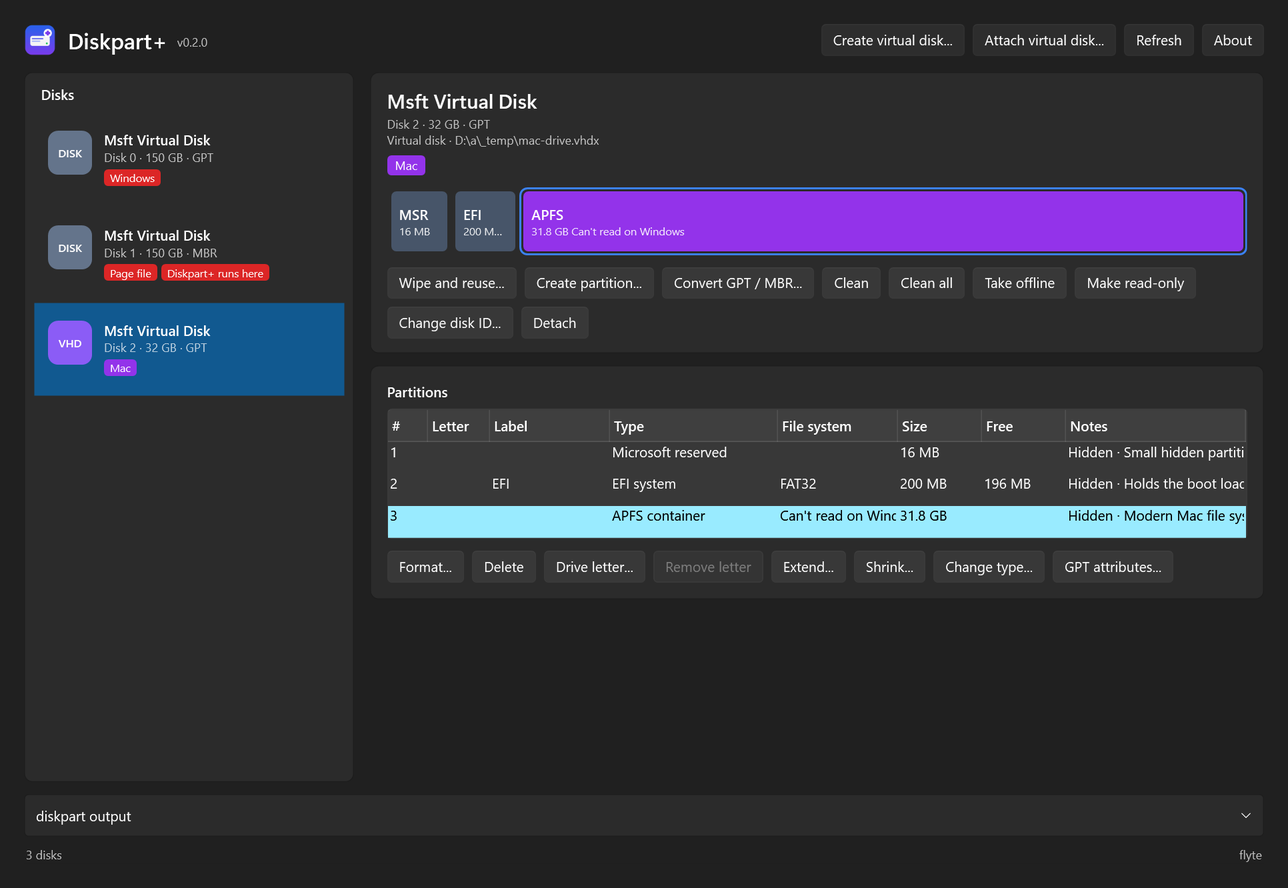 Diskpart+ v0.2.0
Create virtual disk...
Attach virtual disk...
Refresh
About
Disks
DISK
Msft Virtual Disk
Disk 0 · 150 GB · GPT
Windows
DISK
Msft Virtual Disk
Disk 1 · 150 GB · MBR
Page file
Diskpart+ runs here
VHD
Msft Virtual Disk
Disk 2 · 32 GB · GPT
Mac
Msft Virtual Disk
Disk 2 · 32 GB · GPT
Virtual disk · D:\a\_temp\mac-drive.vhdx
Mac
MSR
16 MB
EFI
200 M...
APFS
31.8 GB Can't read on Windows
Wipe and reuse...
Create partition...
Convert GPT / MBR...
Clean
Clean all
Take offline
Make read-only
Change disk ID...
Detach
Partitions
# Letter Label Type File system Size Free Notes
1 Microsoft reserved 16 MB Hidden · Small hidden partiti
2 EFI EFI system FAT32 200 MB 196 MB Hidden · Holds the boot load
3 APFS container Can't read on Winc 31.8 GB Hidden · Modern Mac file sys
Format...
Delete
Drive letter...
Remove letter
Extend...
Shrink...
Change type...
GPT attributes...
diskpart output
3 disks
flyte